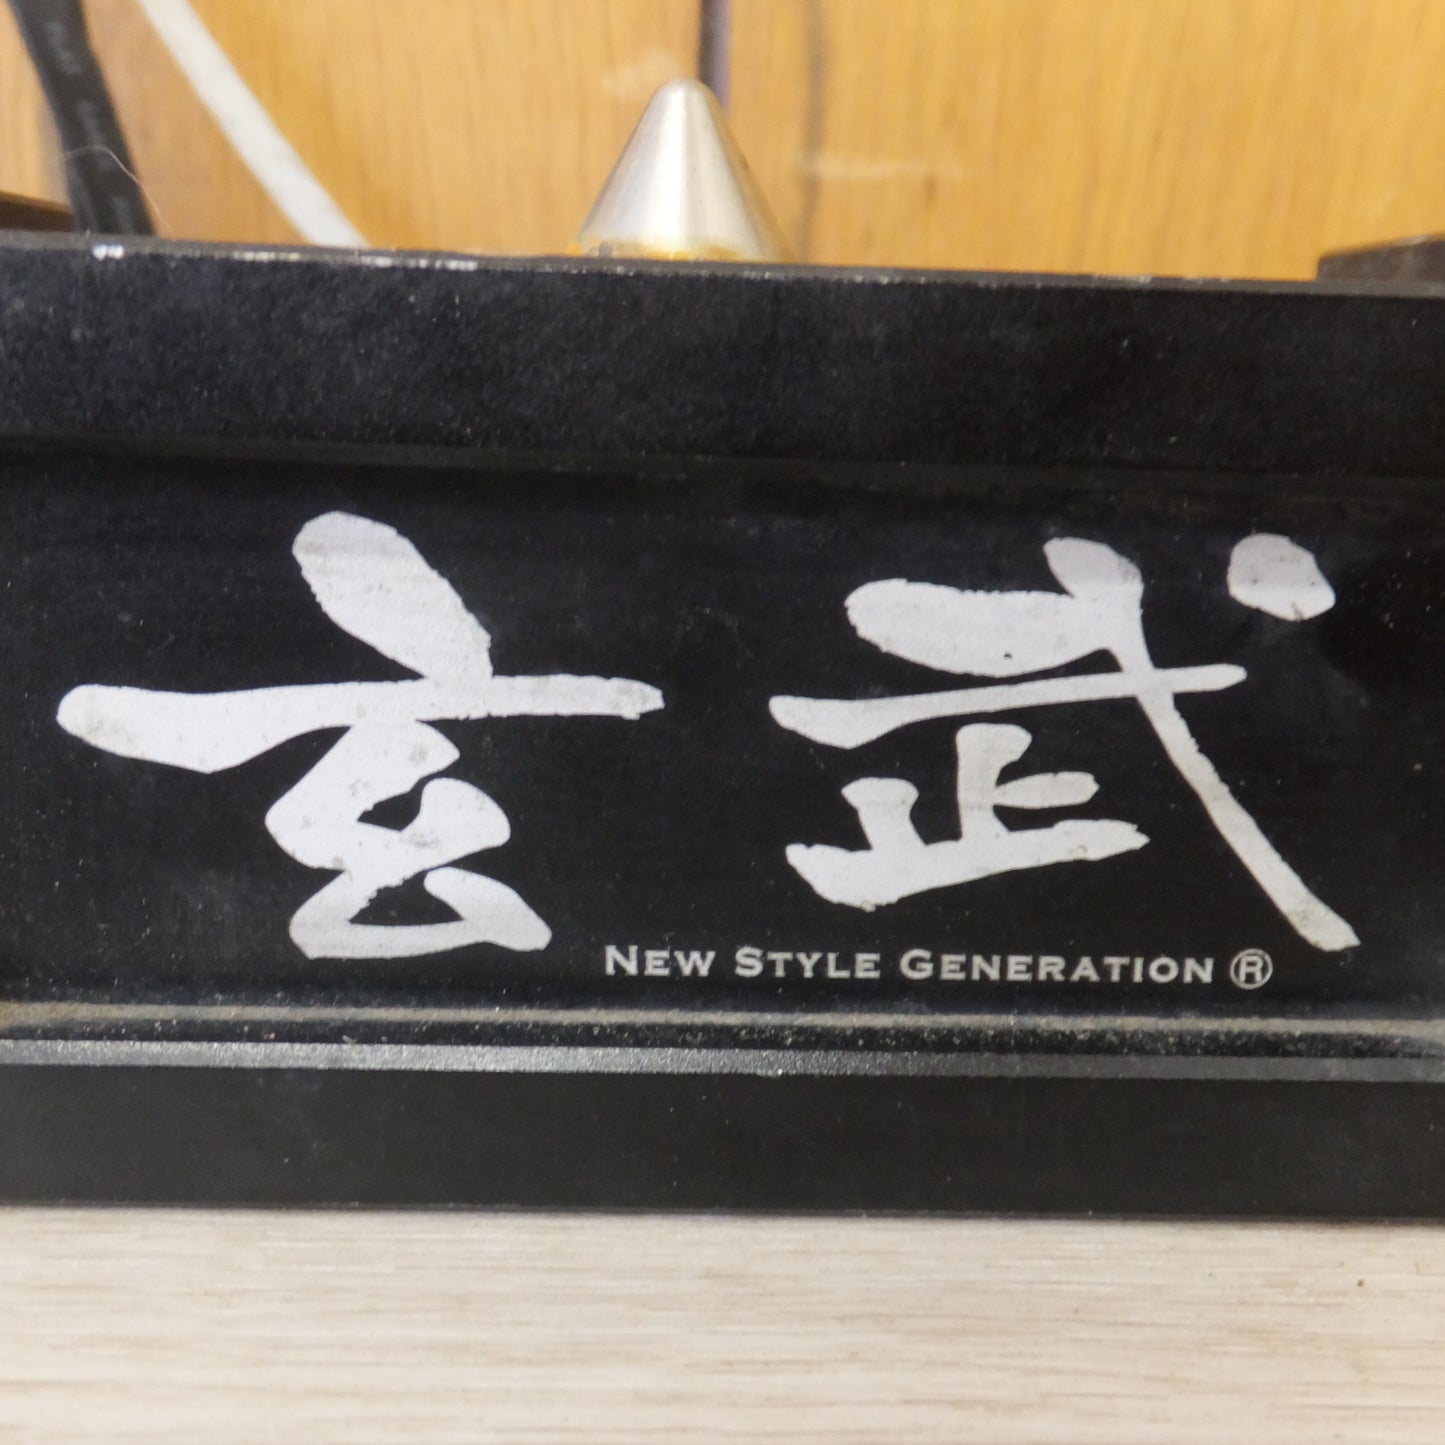 玄武
NEW STYLE GENERATION ®